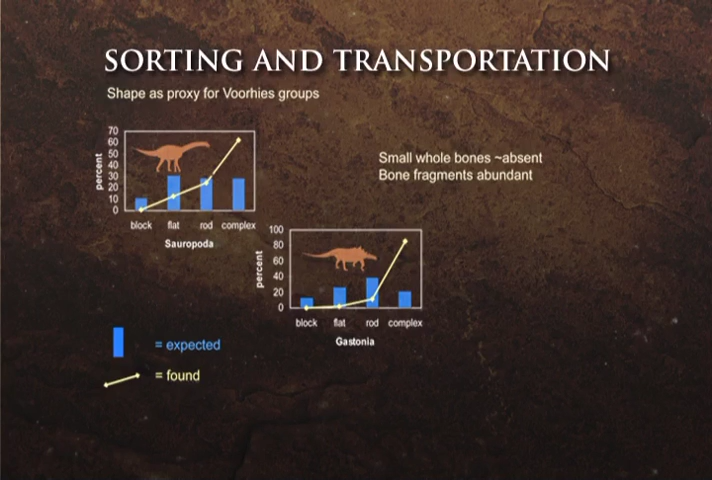 SORTING AND TRANSPORTATION
Shape as proxy for Voorhies groups
70
60
50
40
30
20
10
0
percent
block flat rod complex
Sauropoda
Small whole bones ~absent
Bone fragments abundant
100
80
60
40
20
0
percent
block flat rod complex
Gastonia
= expected
= found